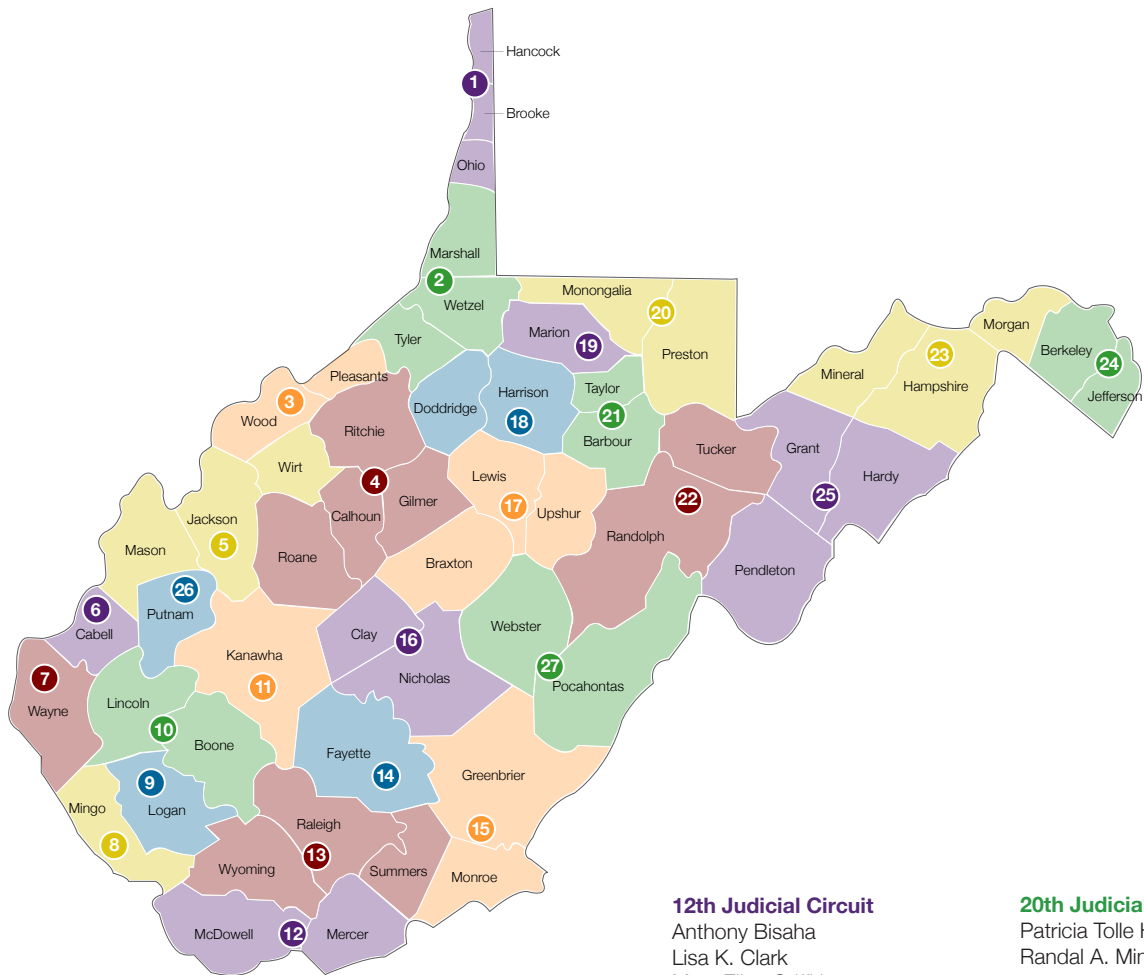 Hancock
1
Brooke
Ohio
Marshall
2
Wetzel
Monongalia
20
Marion
19
Tyler
Preston
Morgan
Berkeley
24
Jefferson
23
Hampshire
Mineral
Pleasants
3
Wood
Taylor
21
Barbour
Harrison
18
Doddridge
Ritchie
Tucker
Grant
Hardy
25
Wirt
4
Gilmer
Calhoun
Lewis
17
Upshur
22
Randolph
Jackson
5
Mason
Roane
Braxton
Pendleton
26
Putnam
6
Cabell
Clay
16
Webster
Kanawha
11
Nicholas
27
Pocahontas
7
Wayne
Lincoln
10
Boone
Fayette
14
Greenbrier
9
Logan
Mingo
8
Raleigh
13
15
Wyoming
Summers
Monroe
McDowell
12
Mercer
12th Judicial Circuit
Anthony Bisaha
Lisa K. Clark
20th Judicia
Patricia Tolle
Randal A.